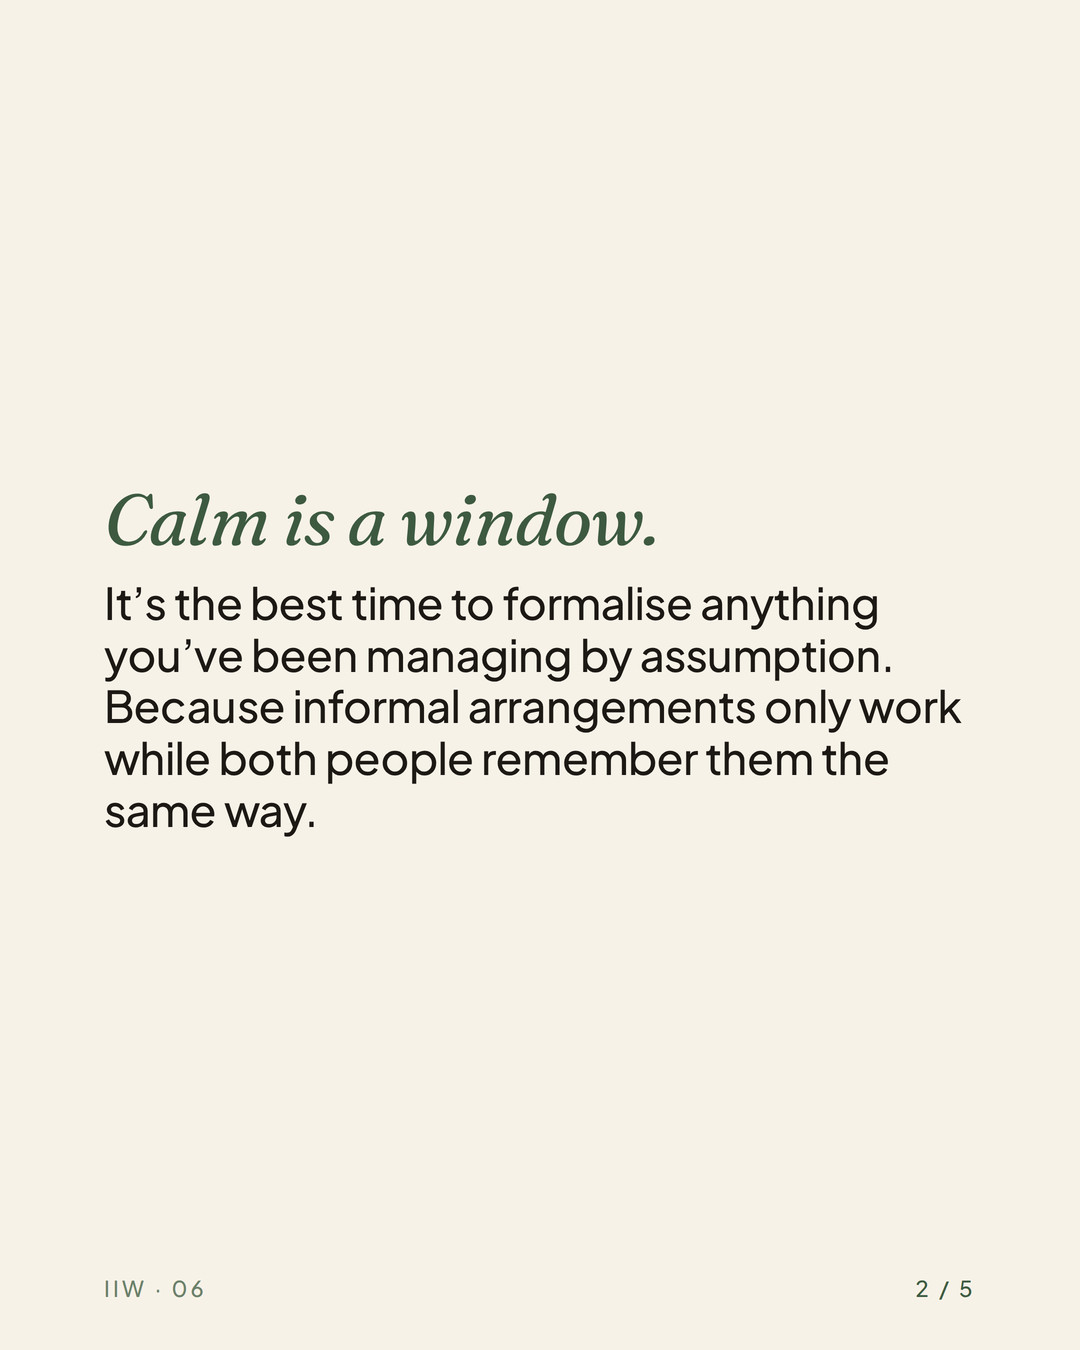 Calm is a window.
It’s the best time to formalise anything
you’ve been managing by assumption.
Because informal arrangements only work
while both people remember them the
same way.
IIW · 06
2 / 5